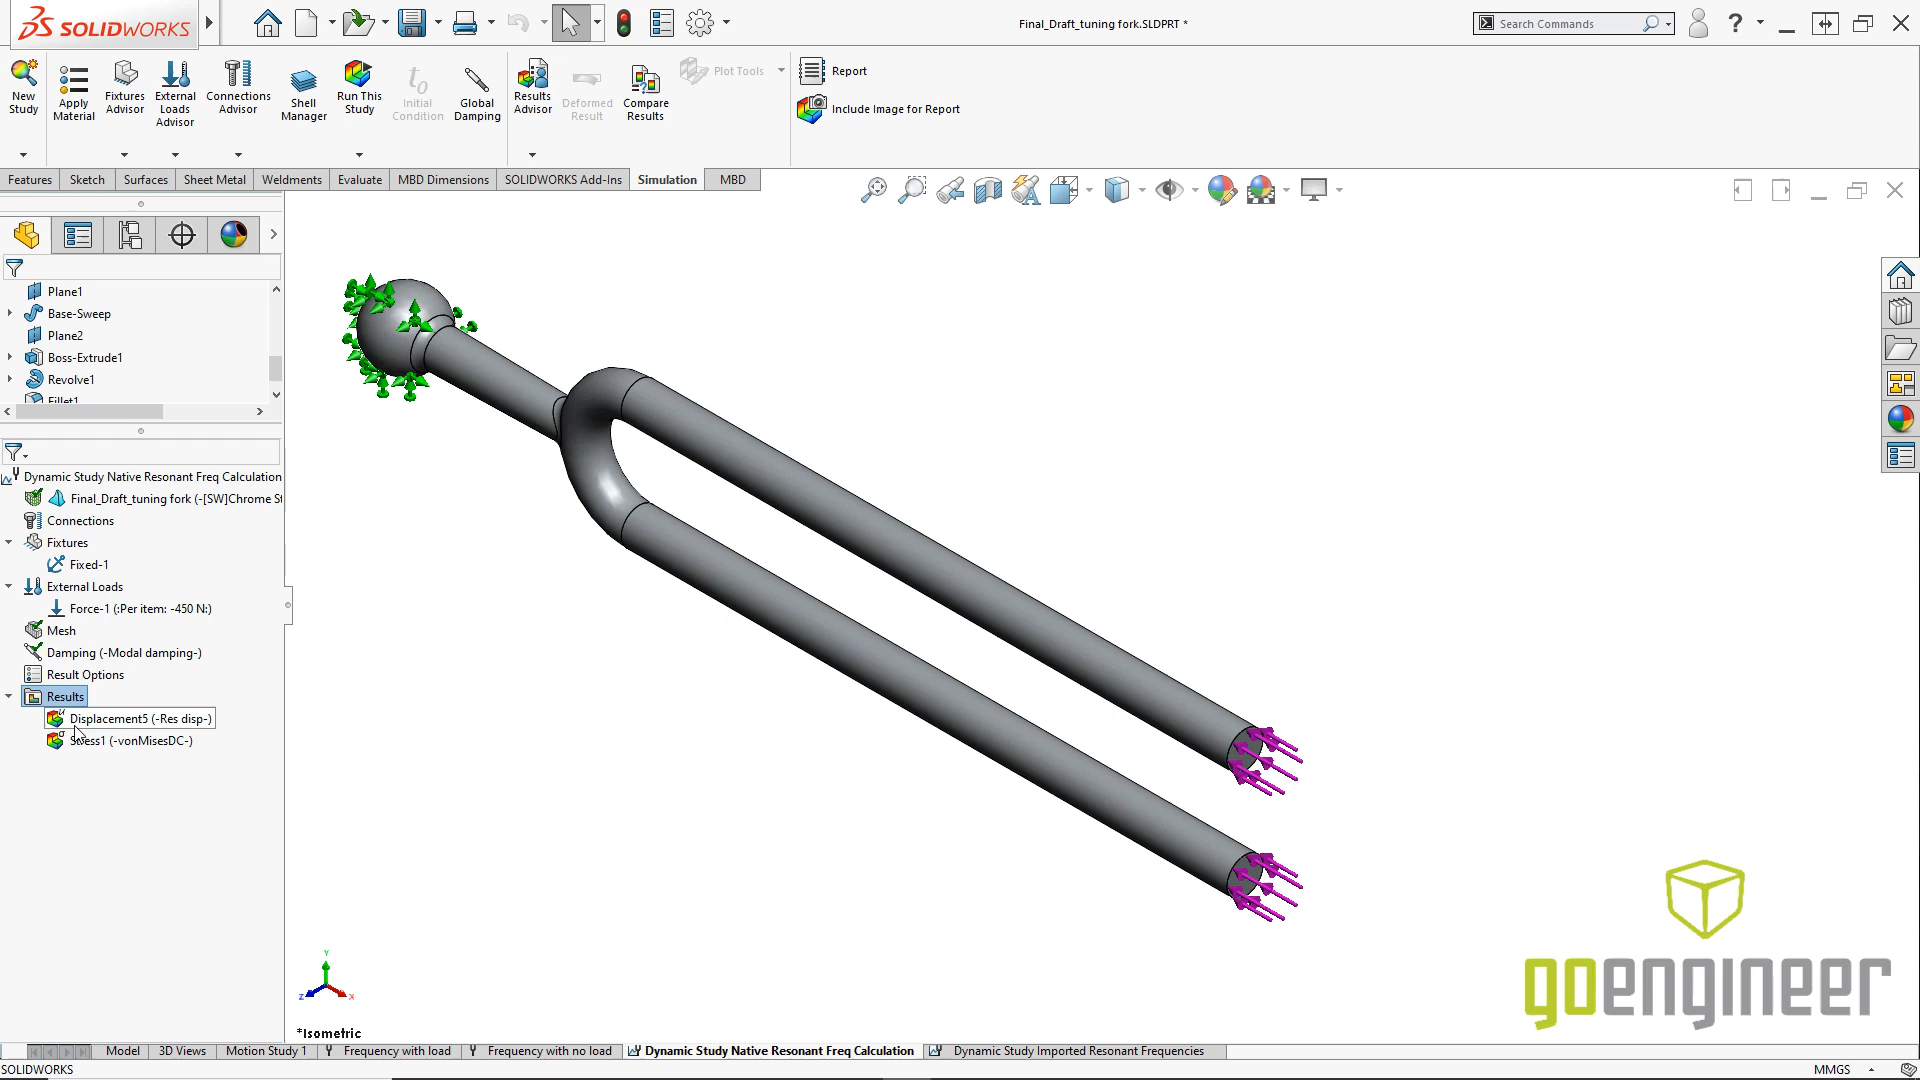 SOLIDWORKS
Final_Draft_tuning fork.SLDPRT *
Search Commands
?
New Study
Apply Material
Fixtures Advisor
External Loads Advisor
Connections Advisor
Shell Manager
Run This Study
Initial Condition
Global Damping
Results Advisor
Deformed Result
Compare Results
Plot Tools
Report
Include Image for Report
Features
Sketch
Surfaces
Sheet Metal
Weldments
Evaluate
MBD Dimensions
SOLIDWORKS Add-Ins
Simulation
MBD
Plane1
Base-Sweep
Plane2
Boss-Extrude1
Revolve1
Fillet1
Dynamic Study Native Resonant Freq Calculation
Final_Draft_tuning fork (-[SW]Chrome St
Connections
Fixtures
Fixed-1
External Loads
Force-1 (:Per item: -450 N:)
Mesh
Damping (-Modal damping-)
Result Options
Results
Displacement5 (-Res disp-)
Stress1 (-vonMisesDC-)
Y
Z
X
*Isometric
goengineer
Model
3D Views
Motion Study 1
Frequency with load
Frequency with no load
Dynamic Study Native Resonant Freq Calculation
Dynamic Study Imported Resonant Frequencies
SOLIDWORKS
MMGS